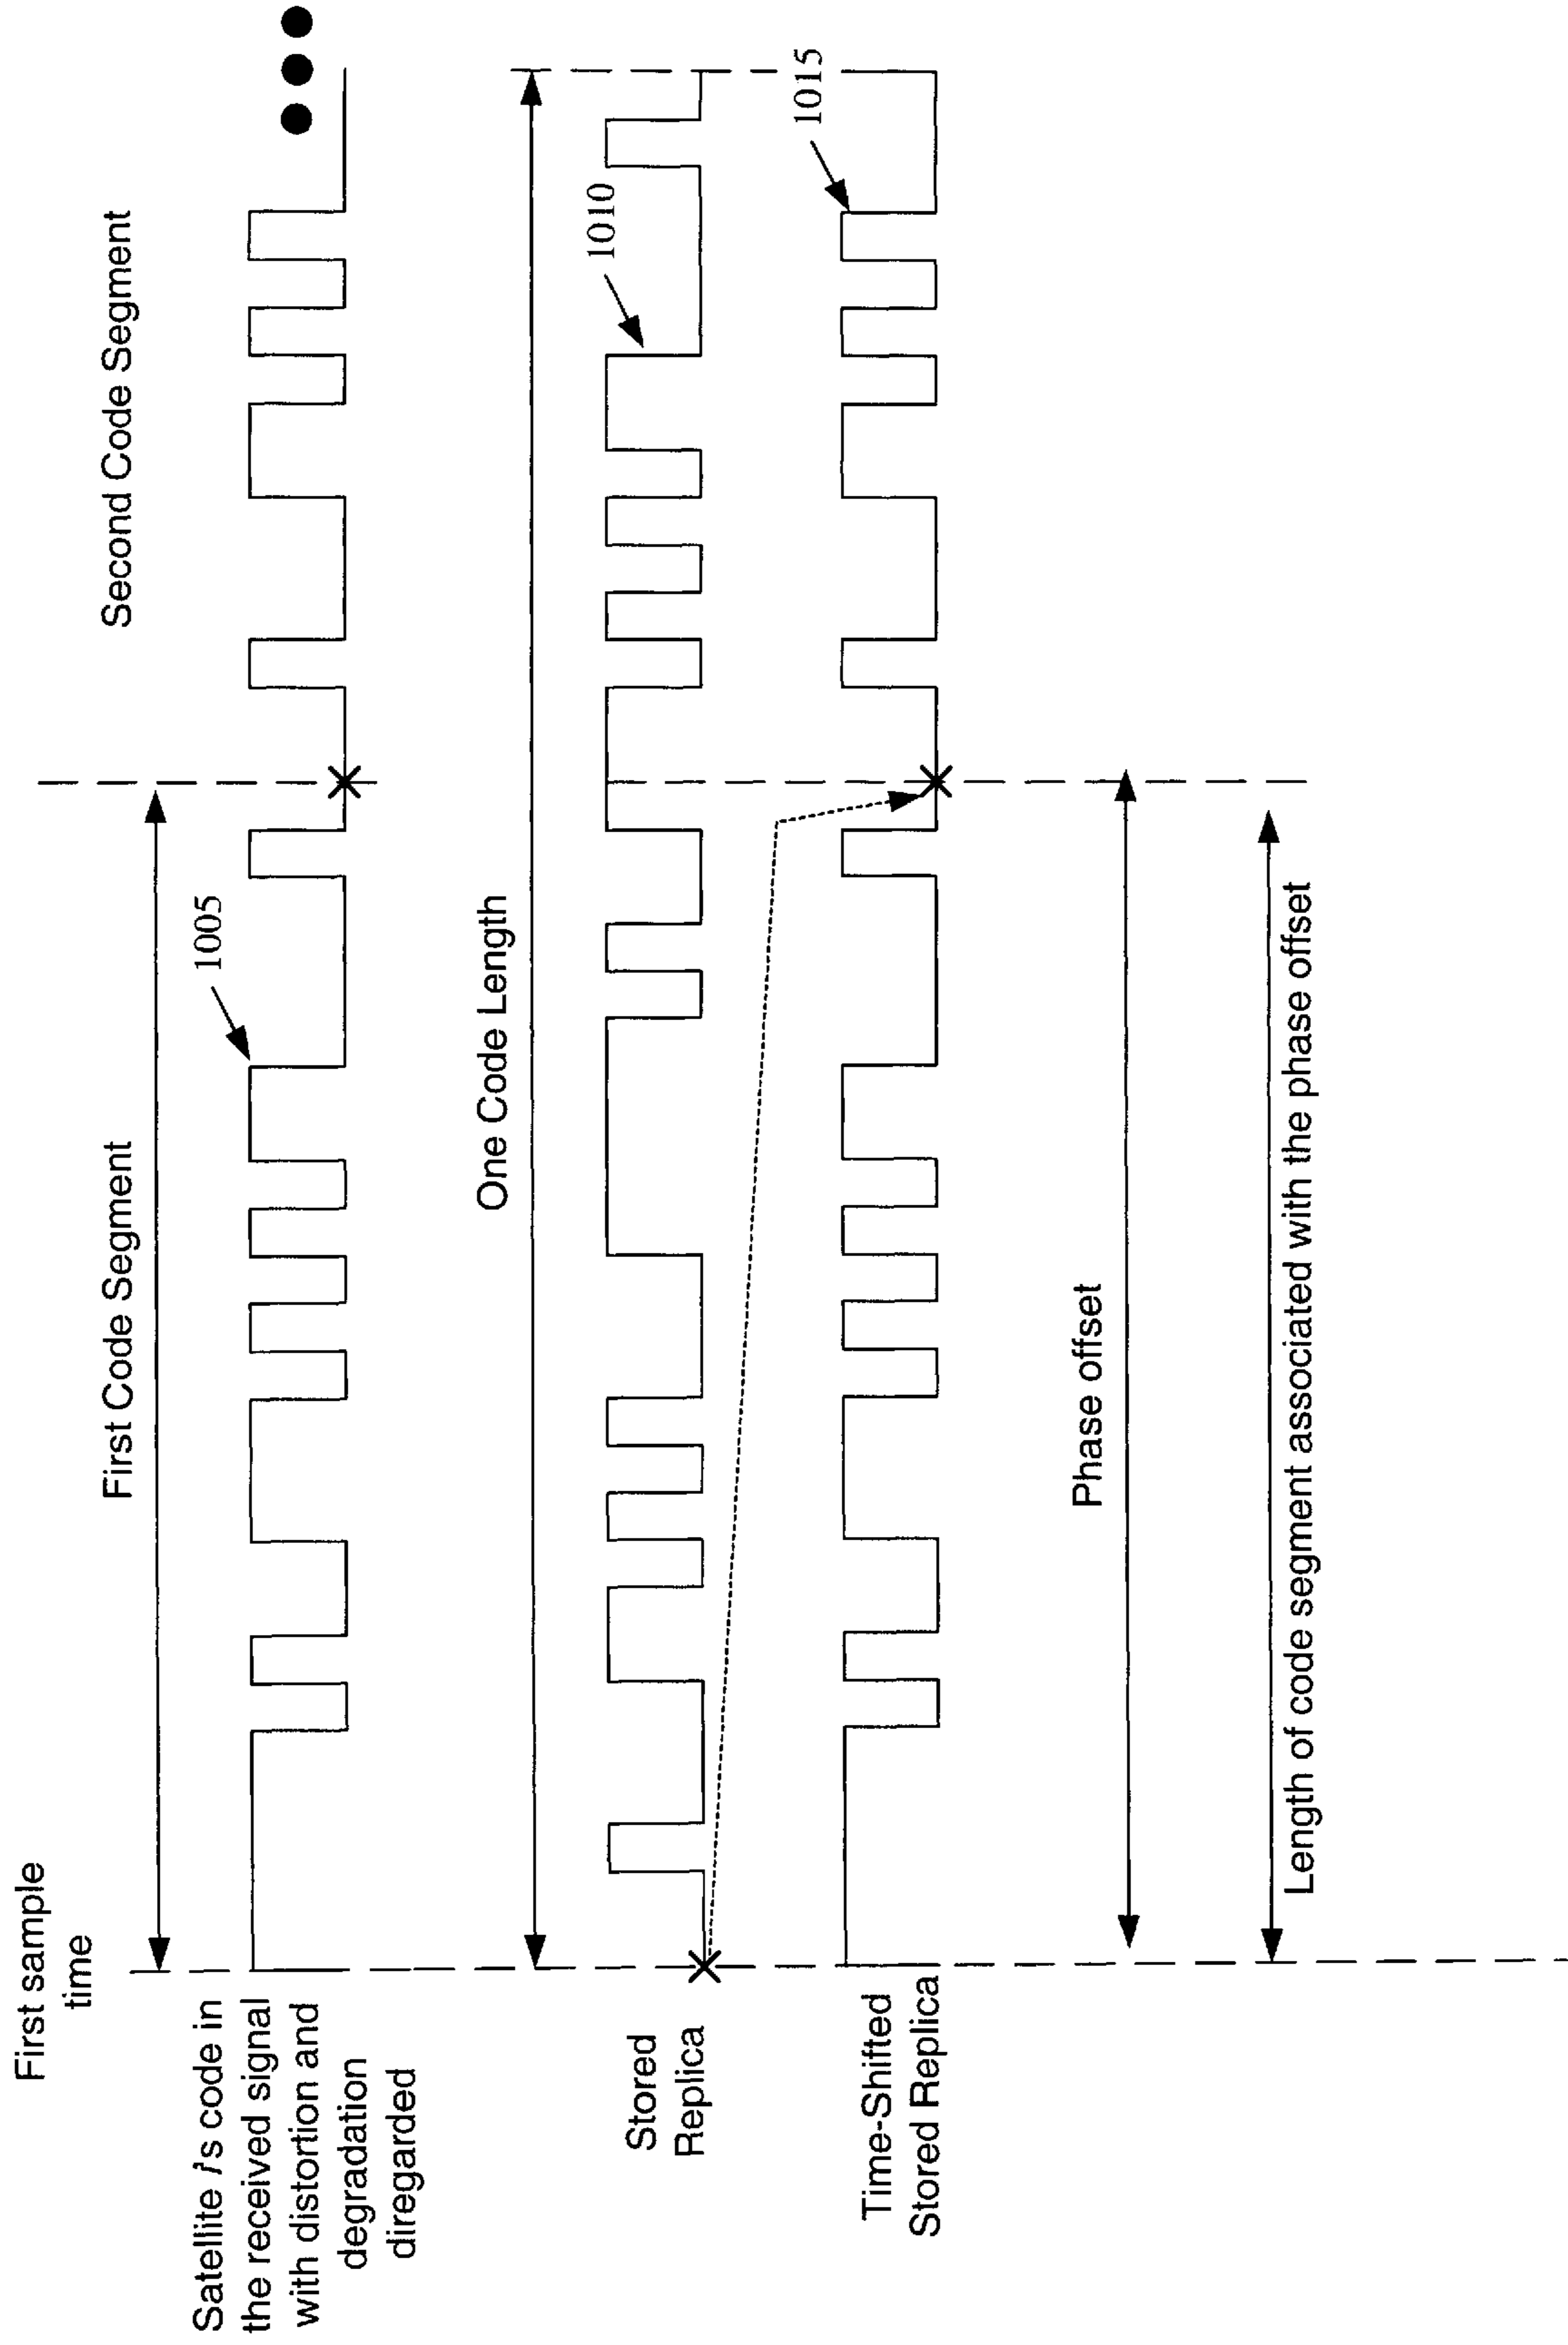 First sample
time
First Code Segment
Second Code Segment
Satellite i's code in
the received signal
with distortion and
degradation
diregarded
1005
One Code Length
Stored
Replica
1010
Time-Shifted
Stored Replica
1015
Phase offset
Length of code segment associated with the phase offset